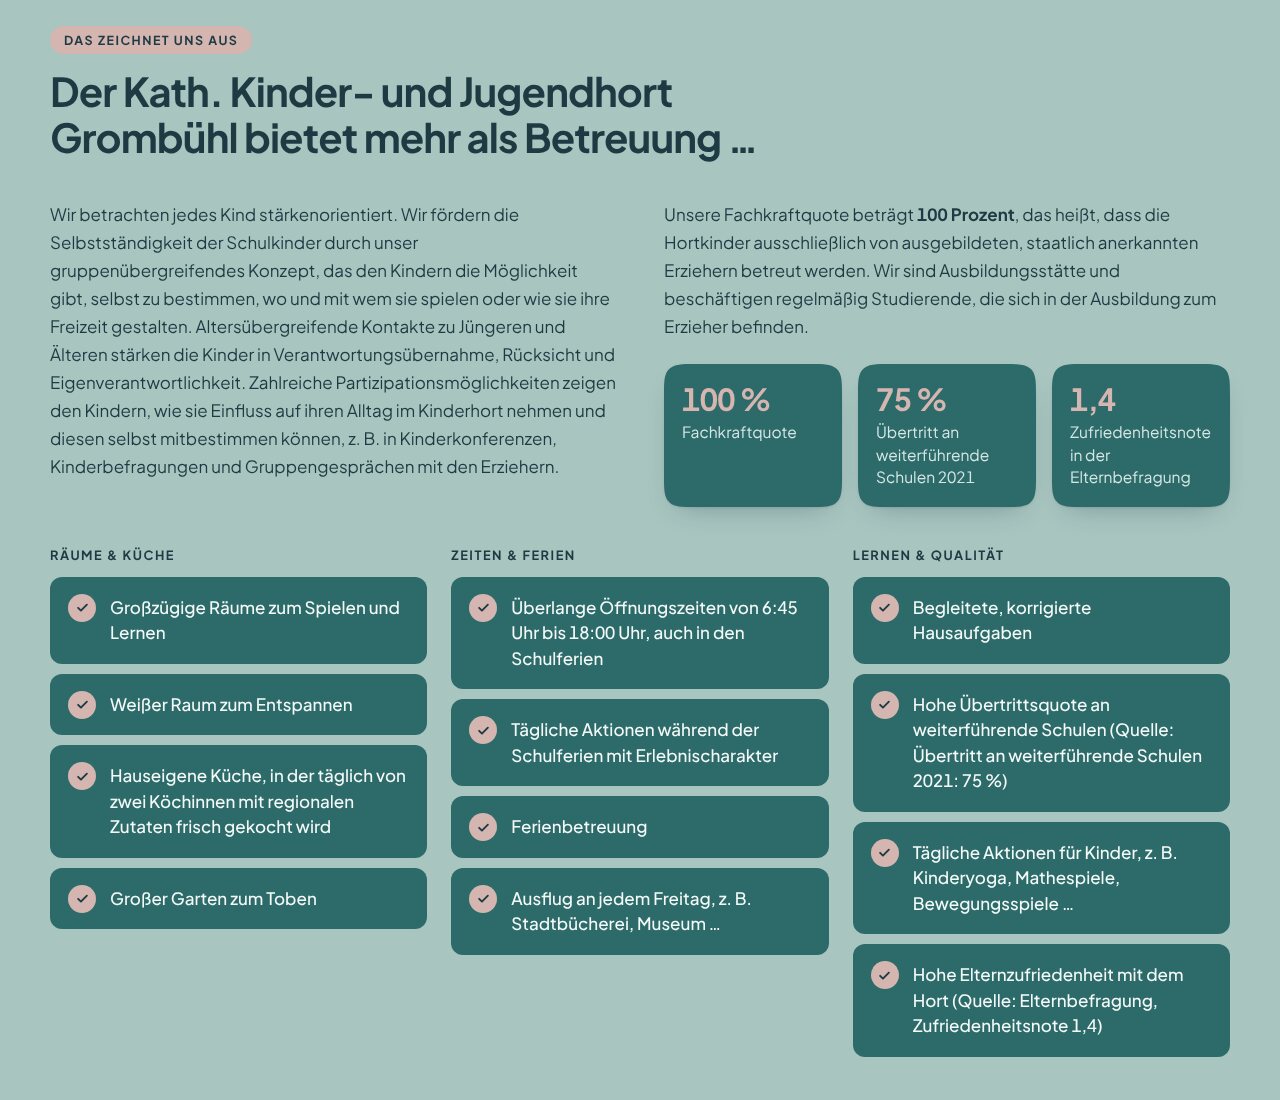 DAS ZEICHNET UNS AUS
Der Kath. Kinder– und Jugendhort
Grombühl bietet mehr als Betreuung ...
Wir betrachten jedes Kind stärkenorientiert. Wir fördern die
Selbstständigkeit der Schulkinder durch unser
gruppenübergreifendes Konzept, das den Kindern die Möglichkeit
gibt, selbst zu bestimmen, wo und mit wem sie spielen oder wie sie ihre
Freizeit gestalten. Altersübergreifende Kontakte zu Jüngeren und
Älteren stärken die Kinder in Verantwortungsübernahme, Rücksicht und
Eigenverantwortlichkeit. Zahlreiche Partizipationsmöglichkeiten zeigen
den Kindern, wie sie Einfluss auf ihren Alltag im Kinderhort nehmen und
diesen selbst mitbestimmen können, z. B. in Kinderkonferenzen,
Kinderbefragungen und Gruppengesprächen mit den Erziehern.
Unsere Fachkraftquote beträgt 100 Prozent, das heißt, dass die
Hortkinder ausschließlich von ausgebildeten, staatlich anerkannten
Erziehern betreut werden. Wir sind Ausbildungsstätte und
beschäftigen regelmäßig Studierende, die sich in der Ausbildung zum
Erzieher befinden.
100 %
Fachkraftquote
75 %
Übertritt an
weiterführende
Schulen 2021
1,4
Zufriedenheitsnote
in der
Elternbefragung
RÄUME & KÜCHE
Großzügige Räume zum Spielen und
Lernen
Weißer Raum zum Entspannen
Hauseigene Küche, in der täglich von
zwei Köchinnen mit regionalen
Zutaten frisch gekocht wird
Großer Garten zum Toben
ZEITEN & FERIEN
Überlange Öffnungszeiten von 6:45
Uhr bis 18:00 Uhr, auch in den
Schulferien
Tägliche Aktionen während der
Schulferien mit Erlebnischarakter
Ferienbetreuung
Ausflug an jedem Freitag, z. B.
Stadtbücherei, Museum ...
LERNEN & QUALITÄT
Begleitete, korrigierte
Hausaufgaben
Hohe Übertrittsquote an
weiterführende Schulen (Quelle:
Übertritt an weiterführende Schulen
2021: 75 %)
Tägliche Aktionen für Kinder, z. B.
Kinderyoga, Mathespiele,
Bewegungsspiele ...
Hohe Elternzufriedenheit mit dem
Hort (Quelle: Elternbefragung,
Zufriedenheitsnote 1,4)